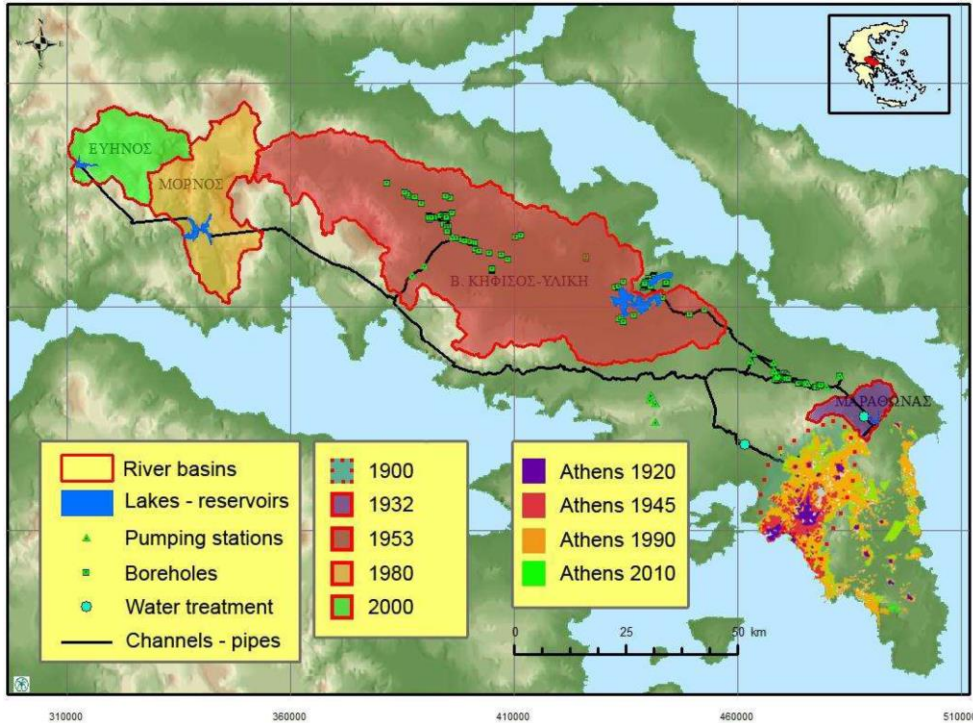 N
W
E
S
ΕΥΗΝΟΣ
ΜΟΡΝΟΣ
Β. ΚΗΦΙΣΟΣ-ΥΛΙΚΗ
ΜΑΡΑΘΩΝΑΣ
River basins
Lakes - reservoirs
Pumping stations
Boreholes
Water treatment
Channels - pipes
1900
1932
1953
1980
2000
Athens 1920
Athens 1945
Athens 1990
Athens 2010
0 25 50 km
310000 360000 410000 460000 510000